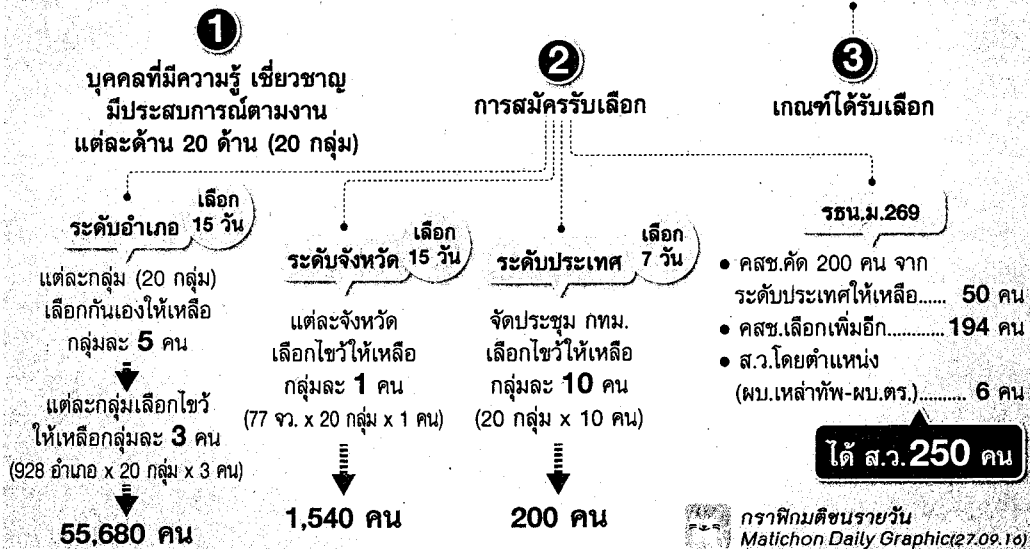 1
บุคคลที่มีความรู้ เชี่ยวชาญ
มีประสบการณ์ตามงาน
แต่ละด้าน 20 ด้าน (20 กลุ่ม)
2
การสมัครรับเลือก
3
เกณฑ์ได้รับเลือก
ระดับอำเภอ
เลือก
15 วัน
แต่ละกลุ่ม (20 กลุ่ม)
เลือกกันเองให้เหลือ
กลุ่มละ 5 คน
แต่ละกลุ่มเลือกไขว้
ให้เหลือกลุ่มละ 3 คน
(928 อำเภอ x 20 กลุ่ม x 3 คน)
55,680 คน
ระดับจังหวัด
เลือก
15 วัน
แต่ละจังหวัด
เลือกไขว้ให้เหลือ
กลุ่มละ 1 คน
(77 จว. x 20 กลุ่ม x 1 คน)
1,540 คน
ระดับประเทศ
เลือก
7 วัน
จัดประชุม กทม.
เลือกไขว้ให้เหลือ
กลุ่มละ 10 คน
(20 กลุ่ม x 10 คน)
200 คน
รธน.ม.269
• คสช.คัด 200 คน จาก
ระดับประเทศให้เหลือ...... 50 คน
• คสช.เลือกเพิ่มอีก............ 194 คน
• ส.ว.โดยตำแหน่ง
(ผบ.เหล่าทัพ-ผบ.ตร.)......... 6 คน
ได้ ส.ว.250 คน
กราฟิกมติชนรายวัน
Matichon Daily Graphic(27.09.16)